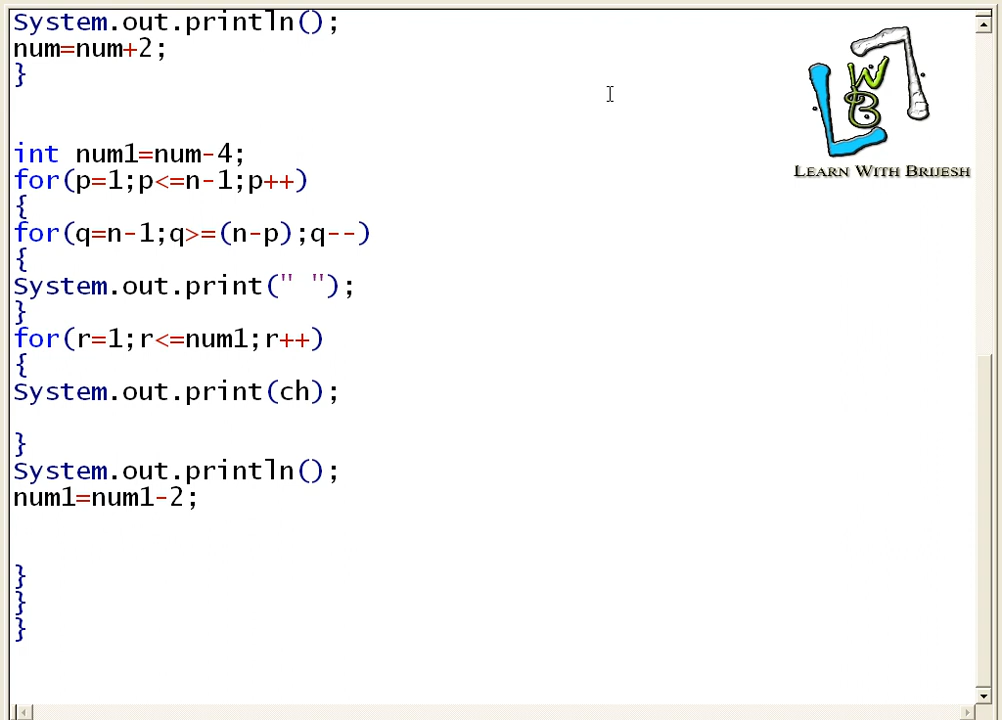 System.out.println();
num=num+2;
}
int num1=num-4;
for(p=1;p<=n-1;p++)
{
for(q=n-1;q>=(n-p);q--)
{
System.out.print(" ");
}
for(r=1;r<=num1;r++)
{
System.out.print(ch);
}
System.out.println();
num1=num1-2;
}
}
}
L W B
LEARN WITH BRIJESH